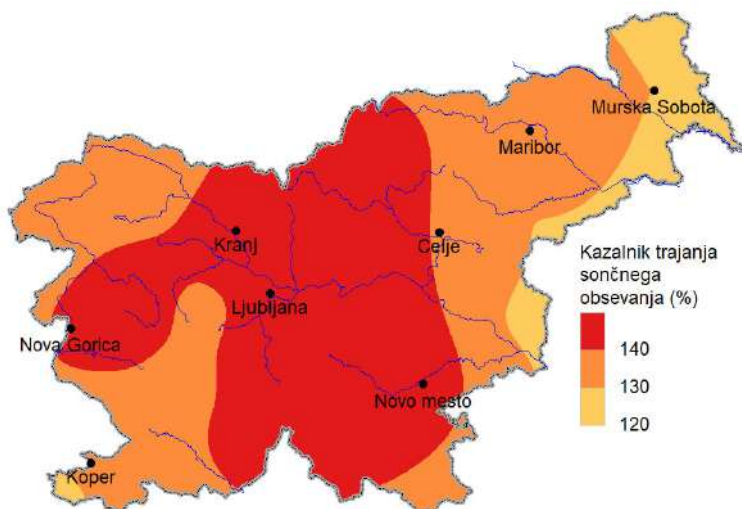 Murska Sobota
Maribor
Kranj
Celje
Ljubljana
Nova Gorica
Novo mesto
Koper
Kazalnik trajanja
sončnega
obsevanja (%)
140
130
120